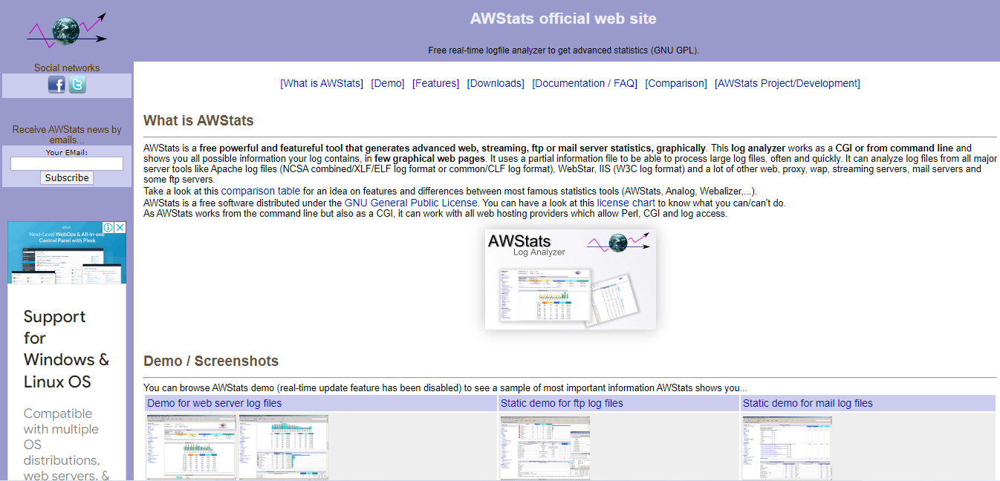 AWStats official web site
Free real-time logfile analyzer to get advanced statistics (GNU GPL).
Social networks
Receive AWStats news by
emails...
Your EMail:
Subscribe
Next-Level WebOps & All-in-one
Control Panel with Plesk
Support
for
Windows &
Linux OS
Compatible
with multiple
OS
distributions,
web servers, &
[What is AWStats] [Demo] [Features] [Downloads] [Documentation / FAQ] [Comparison] [AWStats Project/Development]
What is AWStats
AWStats is a free powerful and featureful tool that generates advanced web, streaming, ftp or mail server statistics, graphically. This log analyzer works as a CGI or from command line and
shows you all possible information your log contains, in few graphical web pages. It uses a partial information file to be able to process large log files, often and quickly. It can analyze log files from all major
server tools like Apache log files (NCSA combined/XLF/ELF log format or common/CLF log format), WebStar, IIS (W3C log format) and a lot of other web, proxy, wap, streaming servers, mail servers and
some ftp servers.
Take a look at this comparison table for an idea on features and differences between most famous statistics tools (AWStats, Analog, Webalizer,...).
AWStats is a free software distributed under the GNU General Public License. You can have a look at this license chart to know what you can/can't do.
As AWStats works from the command line but also as a CGI, it can work with all web hosting providers which allow Perl, CGI and log access.
AWStats
Log Analyzer
Demo / Screenshots
You can browse AWStats demo (real-time update feature has been disabled) to see a sample of most important information AWStats shows you...
Demo for web server log files
Static demo for ftp log files
Static demo for mail log files